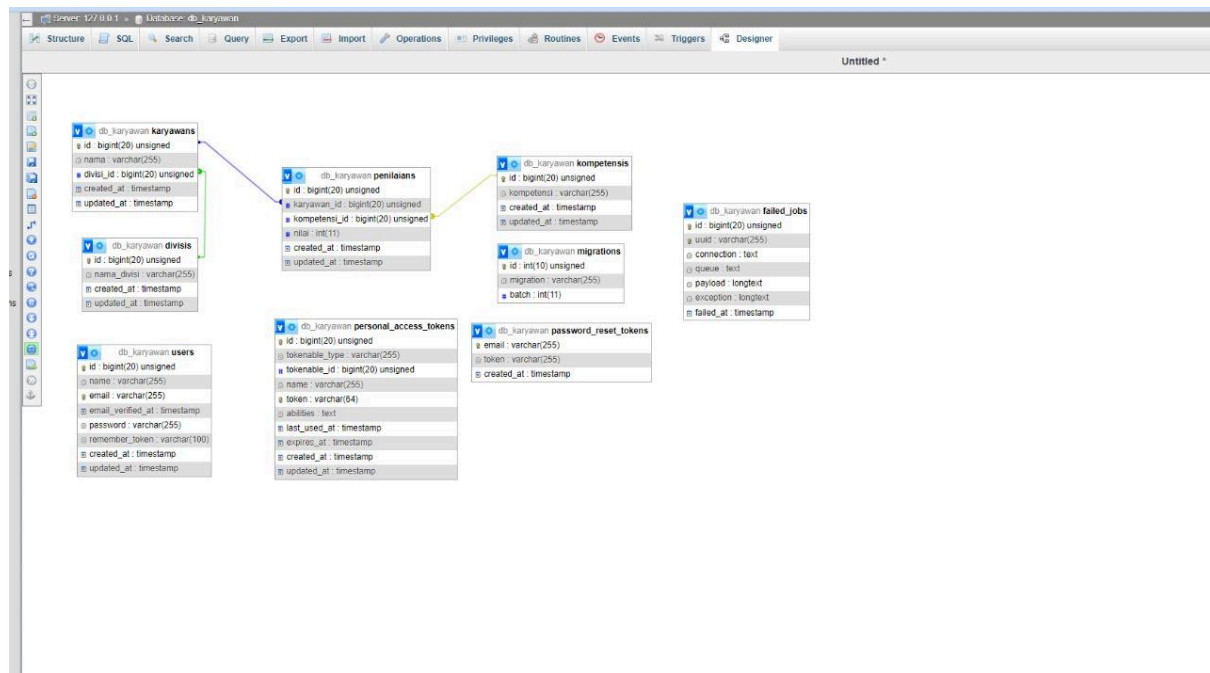 Server: 127.0.0.1 » Database: db_karyawan
Structure SQL Search Query Export Import Operations Privileges Routines Events Triggers Designer
Untitled *
db_karyawan karyawans
id : bigint(20) unsigned
nama : varchar(255)
divisi_id : bigint(20) unsigned
created_at : timestamp
updated_at : timestamp
db_karyawan penilaians
id : bigint(20) unsigned
karyawan_id : bigint(20) unsigned
kompetensi_id : bigint(20) unsigned
nilai : int(11)
created_at : timestamp
updated_at : timestamp
db_karyawan kompetensis
id : bigint(20) unsigned
kompetensi : varchar(255)
created_at : timestamp
updated_at : timestamp
db_karyawan failed_jobs
id : bigint(20) unsigned
uuid : varchar(255)
connection : text
queue : text
payload : longtext
exception : longtext
failed_at : timestamp
db_karyawan divisis
id : bigint(20) unsigned
nama_divisi : varchar(255)
created_at : timestamp
updated_at : timestamp
db_karyawan migrations
id : int(10) unsigned
migration : varchar(255)
batch : int(11)
db_karyawan users
id : bigint(20) unsigned
name : varchar(255)
email : varchar(255)
email_verified_at : timestamp
password : varchar(255)
remember_token : varchar(100)
created_at : timestamp
updated_at : timestamp
db_karyawan personal_access_tokens
id : bigint(20) unsigned
tokenable_type : varchar(255)
tokenable_id : bigint(20) unsigned
name : varchar(255)
token : varchar(64)
abilities : text
last_used_at : timestamp
expires_at : timestamp
created_at : timestamp
updated_at : timestamp
db_karyawan password_reset_tokens
email : varchar(255)
token : varchar(255)
created_at : timestamp